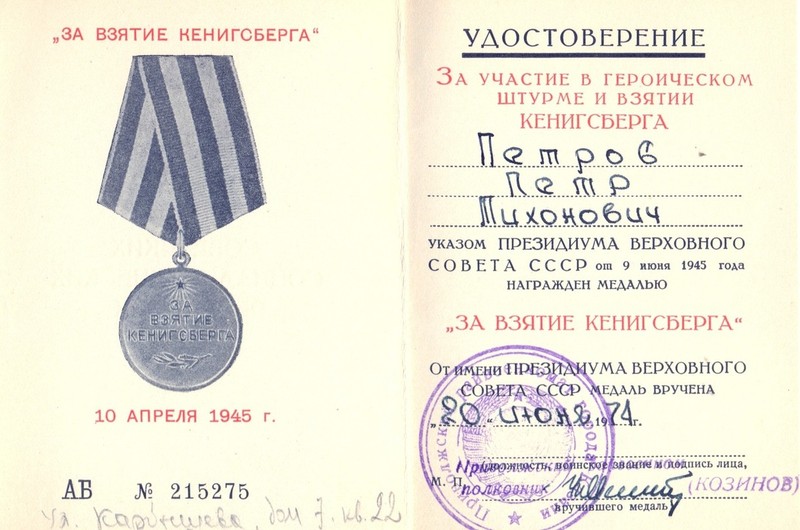 „ЗА ВЗЯТИЕ КЕНИГСБЕРГА“
ЗА
ВЗЯТИЕ
КЕНИГСБЕРГА
10 АПРЕЛЯ 1945 г.
АБ № 215275
ул. дом 7. кв. 22
УДОСТОВЕРЕНИЕ
ЗА УЧАСТИЕ В ГЕРОИЧЕСКОМ
ШТУРМЕ И ВЗЯТИИ
КЕНИГСБЕРГА
Петров
Петр
Тихонович
УКАЗОМ ПРЕЗИДИУМА ВЕРХОВНОГО
СОВЕТА СССР от 9 июня 1945 года
НАГРАЖДЕН МЕДАЛЬЮ
„ЗА ВЗЯТИЕ КЕНИГСБЕРГА“
От имени ПРЕЗИДИУМА ВЕРХОВНОГО
СОВЕТА СССР МЕДАЛЬ ВРУЧЕНА
„20“ июня 1971 г.
должность, воинское звание и подпись лица,
М. П. полковник (КОЗИНОВ)
вручившего медаль